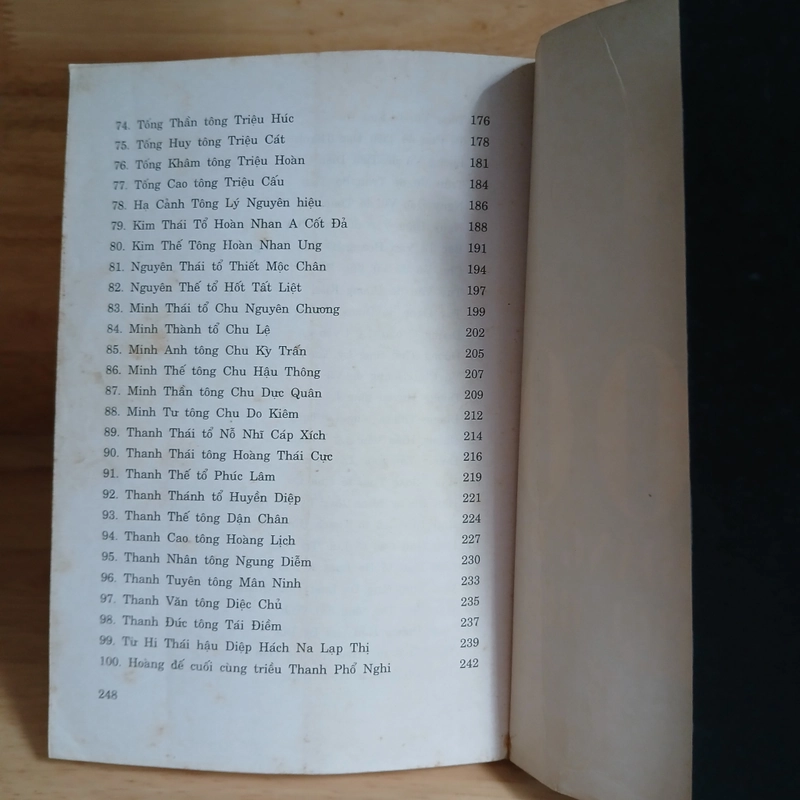 74. Tống Thần tông Triệu Húc 176
75. Tống Huy tông Triệu Cát 178
76. Tống Khâm tông Triệu Hoàn 181
77. Tống Cao tông Triệu Cấu 184
78. Ha Cảnh Tông Lý Nguyên hiệu 186
79. Kim Thái Tổ Hoàn Nhan A Cốt Đả 188
80. Kim Thế Tông Hoàn Nhan Ung 191
81. Nguyên Thái tổ Thiết Mộc Chân 194
82. Nguyên Thế tổ Hốt Tất Liệt 197
83. Minh Thái tổ Chu Nguyên Chương 199
84. Minh Thành tổ Chu Lệ 202
85. Minh Anh tông Chu Kỳ Trấn 205
86. Minh Thế tông Chu Hậu Thông 207
87. Minh Thần tông Chu Dực Quân 209
88. Minh Tư tông Chu Do Kiêm 212
89. Thanh Thái tổ Nỗ Nhĩ Cáp Xích 214
90. Thanh Thái tông Hoàng Thái Cực 216
91. Thanh Thế tổ Phúc Lâm 219
92. Thanh Thánh tổ Huyền Diệp 221
93. Thanh Thế tông Dận Chân 224
94. Thanh Cao tông Hoàng Lịch 227
95. Thanh Nhân tông Ngung Diễm 230
96. Thanh Tuyên tông Mân Ninh 233
97. Thanh Văn tông Diệc Chủ 235
98. Thanh Đức tông Tái Điềm 237
99. Từ Hi Thái hậu Diệp Hách Na Lạp Thị 239
100. Hoàng đế cuối cùng triều Thanh Phổ Nghi 242
248